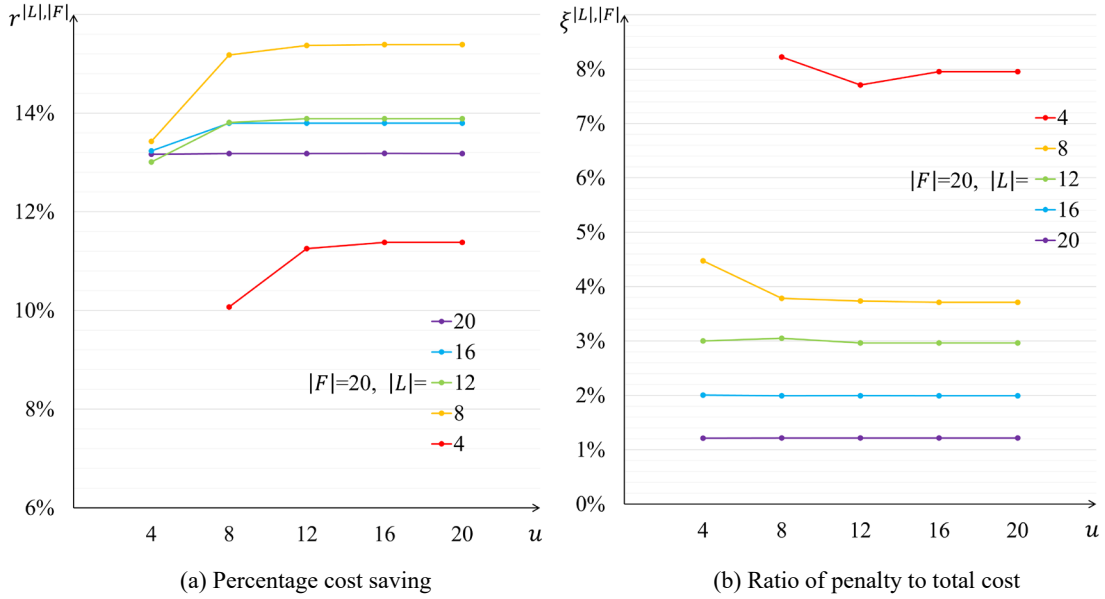 r^|L|,|F|
14%
12%
10%
8%
6%
4 8 12 16 20 u
20
16
|F|=20, |L|= 12
8
4
(a) Percentage cost saving
ξ^|L|,|F|
8%
7%
6%
5%
4%
3%
2%
1%
0%
4 8 12 16 20 u
4
8
|F|=20, |L|= 12
16
20
(b) Ratio of penalty to total cost